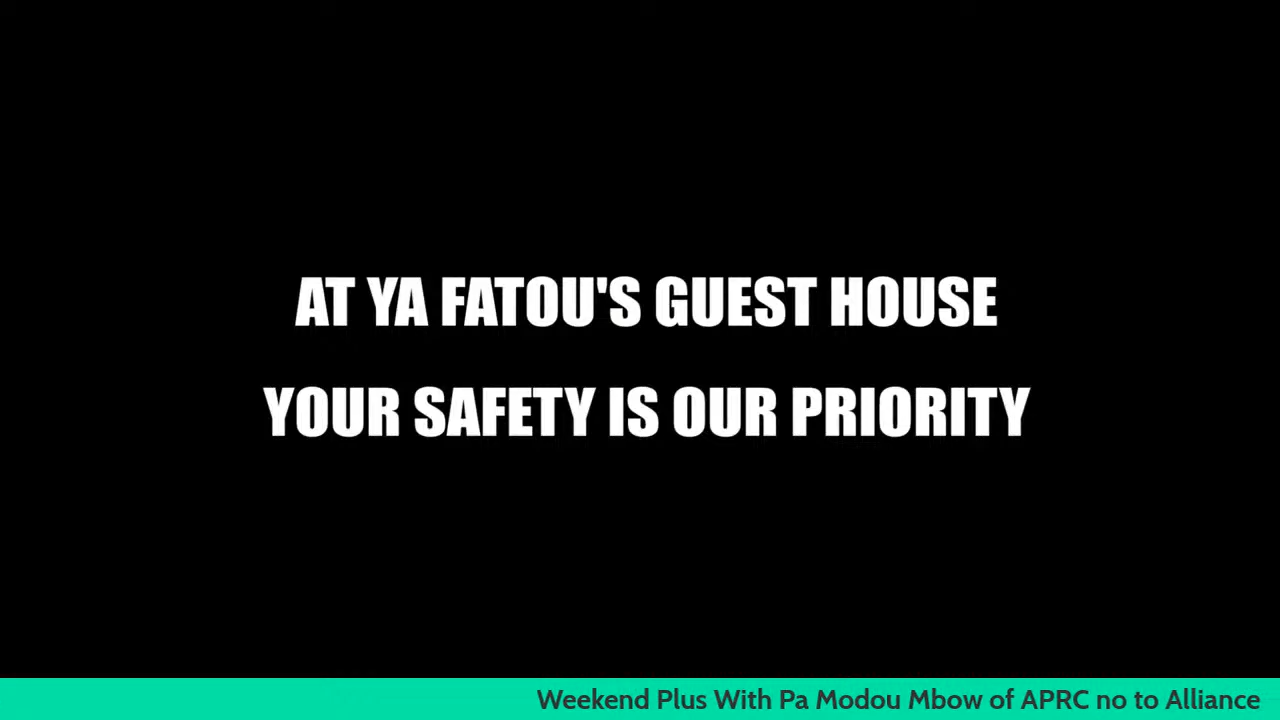 AT YA FATOU'S GUEST HOUSE
YOUR SAFETY IS OUR PRIORITY
Weekend Plus With Pa Modou Mbow of APRC no to Alliance